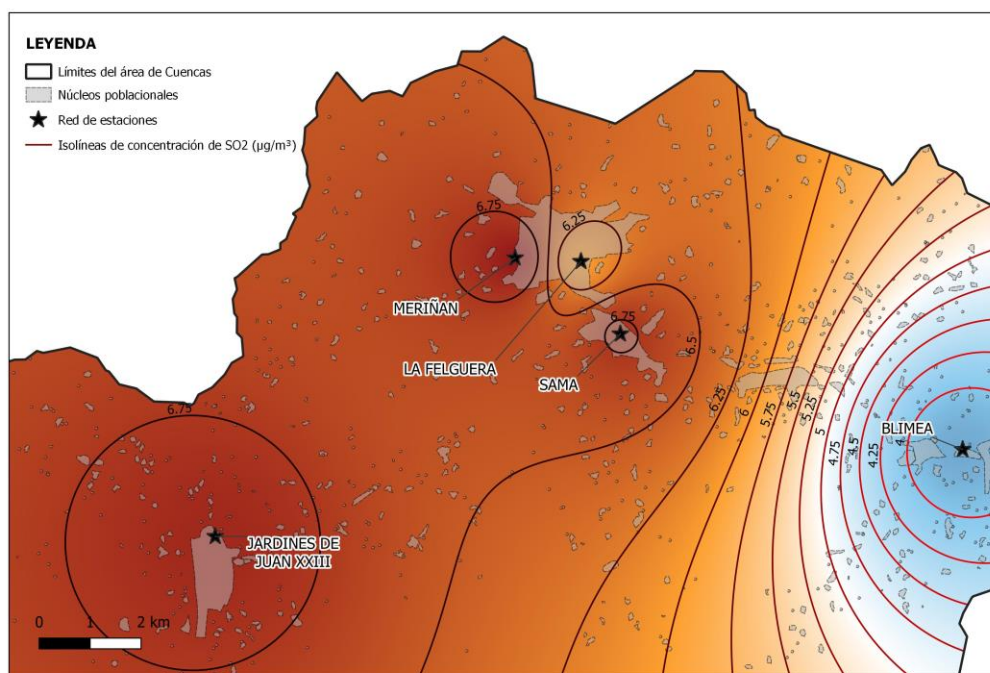 LEYENDA
Límites del área de Cuencas
Núcleos poblacionales
Red de estaciones
Isolíneas de concentración de SO2 (µg/m³)
6.75
6.25
MERIÑÁN
6.75
LA FELGUERA
SAMA
6.5
6.75
6.25
6
5.75
5.5
5.25
5
4.75
4.5
4.25
4
BLIMEA
JARDINES DE
JUAN XXIII
0 1 2 km